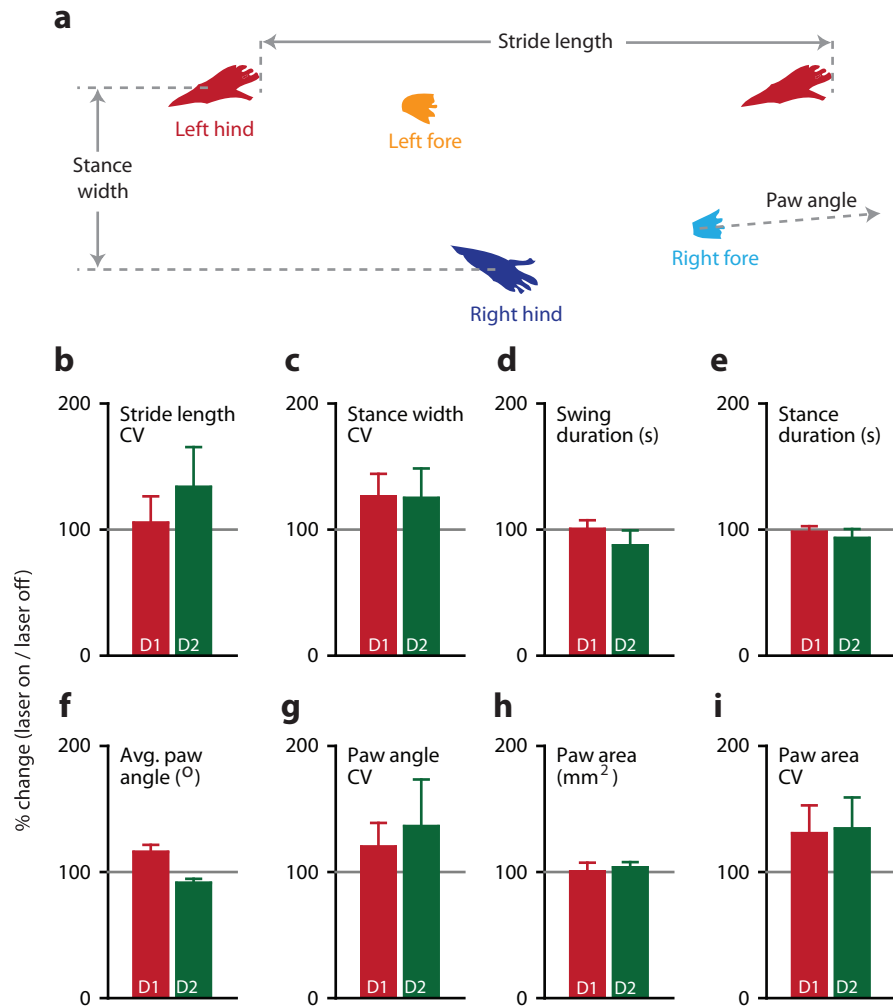 a
Stride length
Left hind
Left fore
Stance
width
Paw angle
Right fore
Right hind
% change (laser on / laser off)
b
200
Stride length
CV
100
D1 D2
0
c
200
Stance width
CV
100
D1 D2
0
d
200
Swing
duration (s)
100
D1 D2
0
e
200
Stance
duration (s)
100
D1 D2
0
f
200
Avg. paw
angle (º)
100
D1 D2
0
g
200
Paw angle
CV
100
D1 D2
0
h
200
Paw area
(mm²)
100
D1 D2
0
i
200
Paw area
CV
100
D1 D2
0